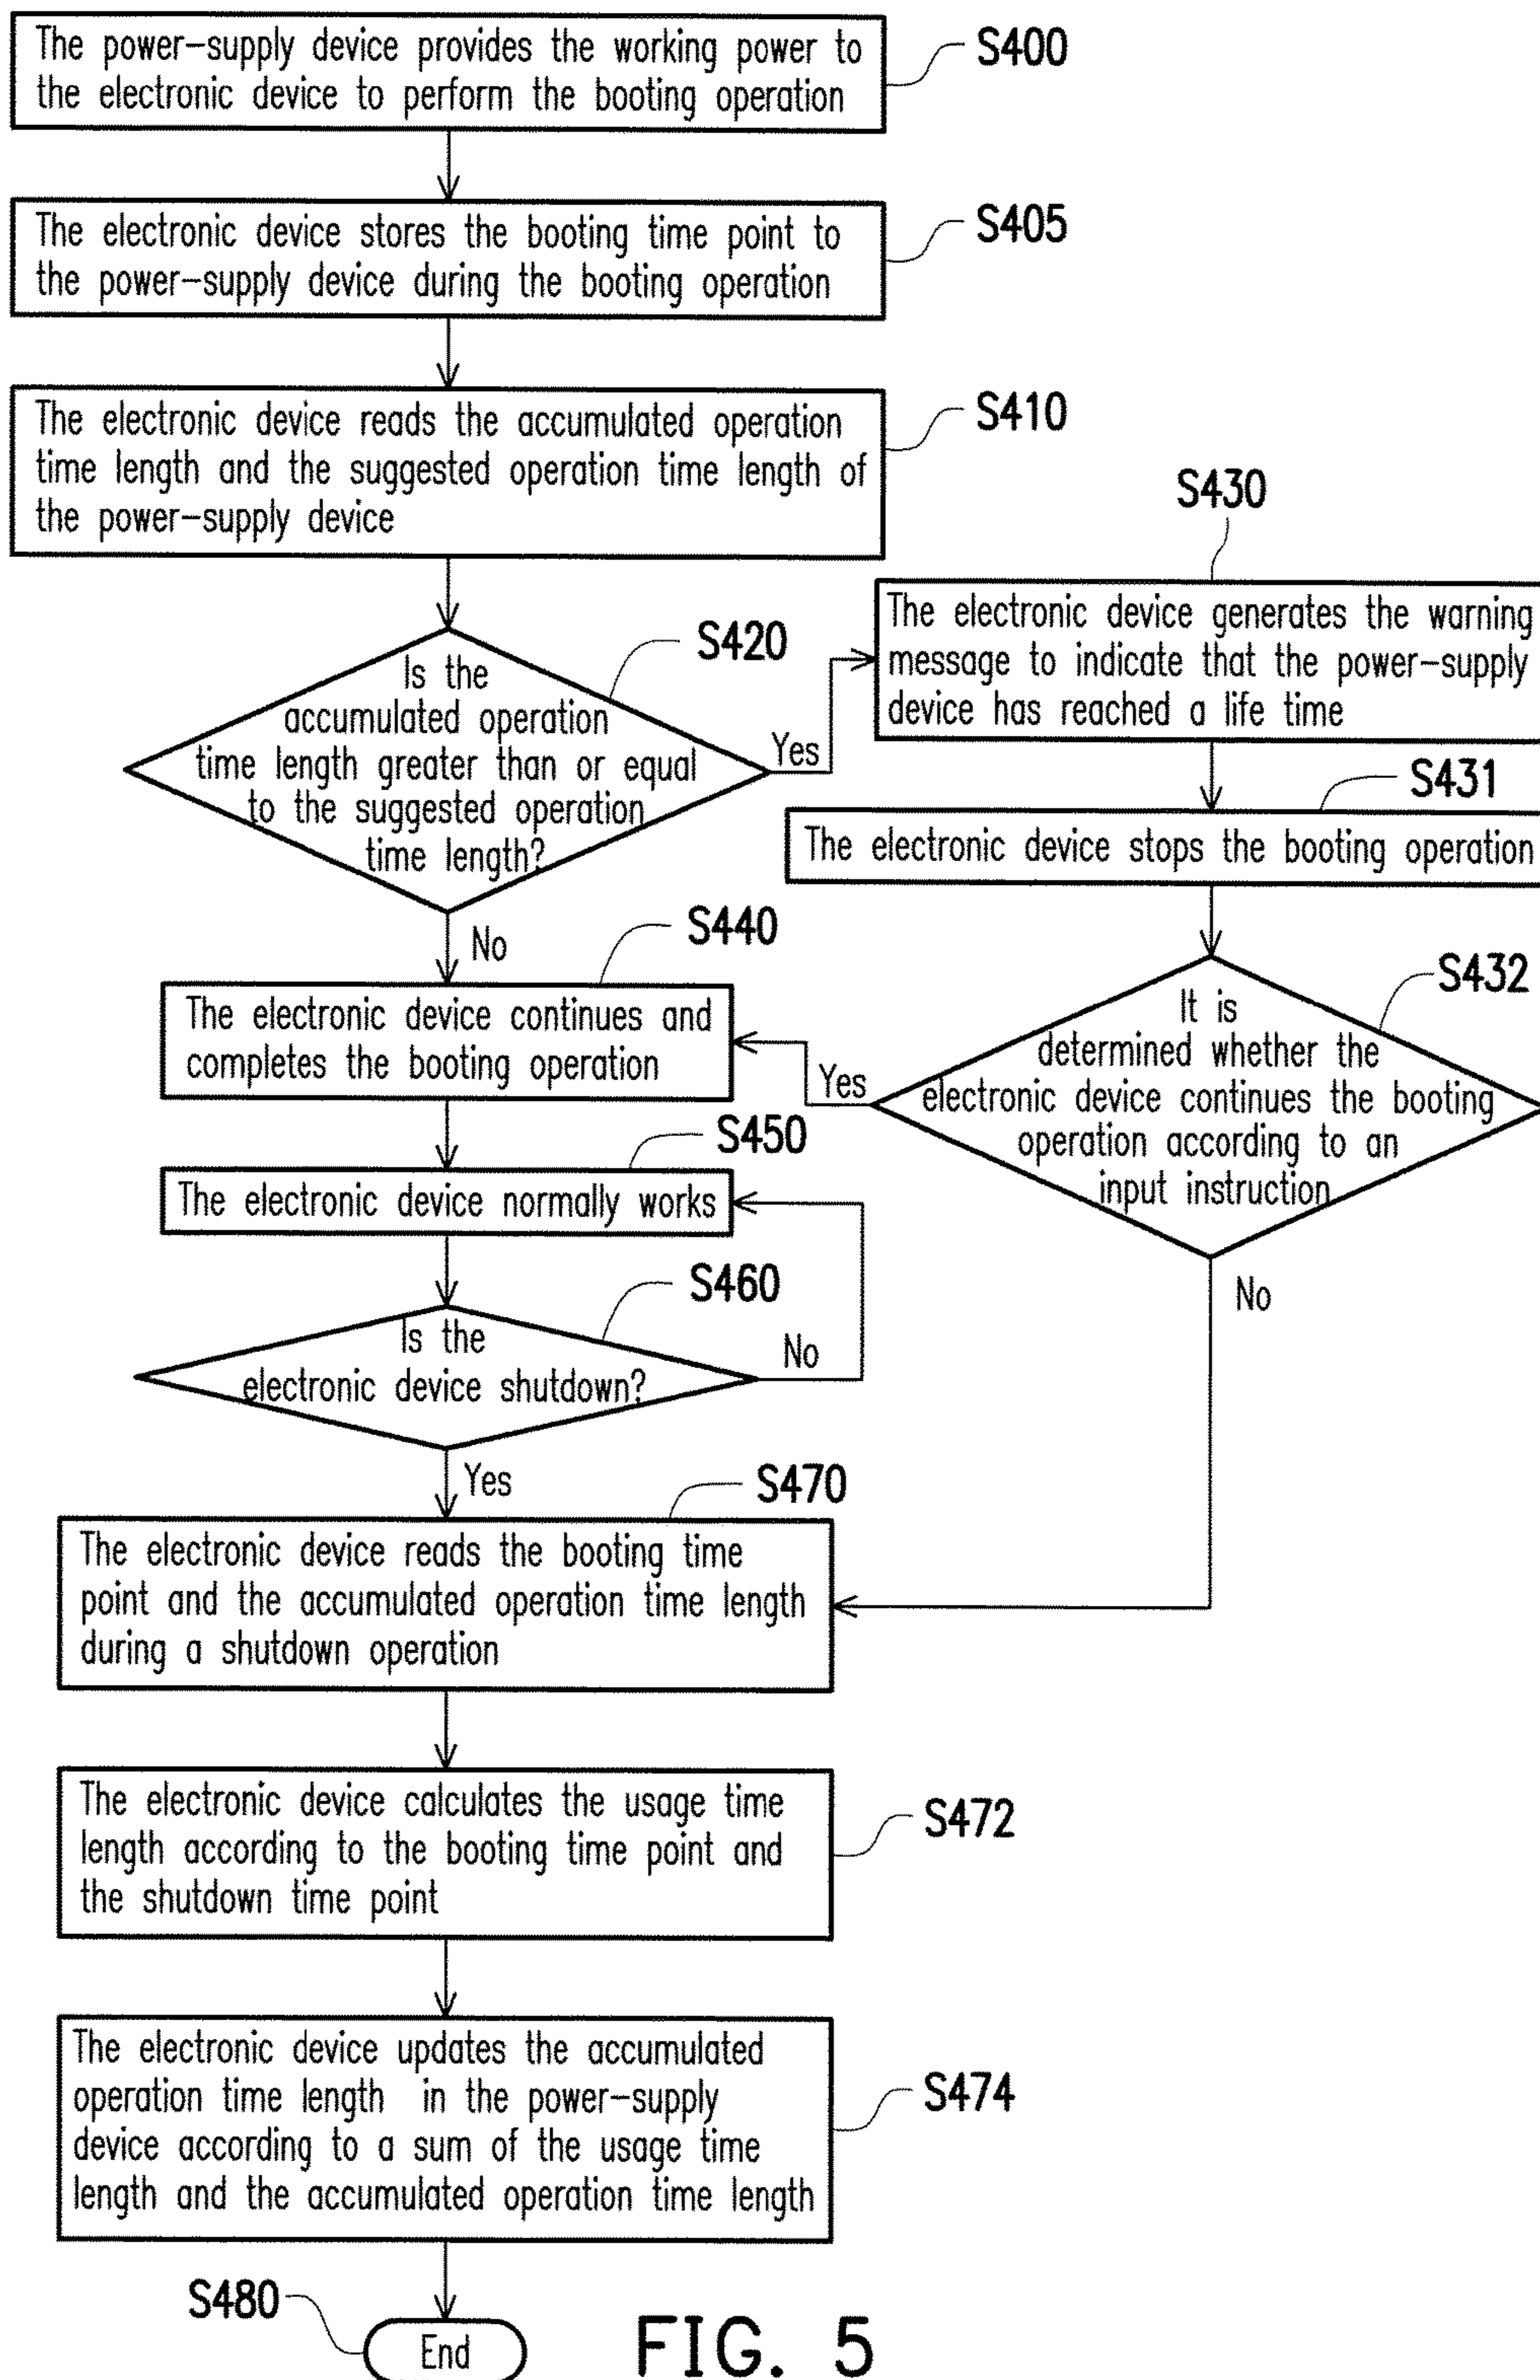 The power-supply device provides the working power to
the electronic device to perform the booting operation
S400
The electronic device stores the booting time point to
the power-supply device during the booting operation
S405
The electronic device reads the accumulated operation
time length and the suggested operation time length of
the power-supply device
S410
Is the
accumulated operation
time length greater than or equal
to the suggested operation
time length?
S420
Yes
No
S430
The electronic device generates the warning
message to indicate that the power-supply
device has reached a life time
S431
The electronic device stops the booting operation
S432
It is
determined whether the
electronic device continues the booting
operation according to an
input instruction
Yes
No
S440
The electronic device continues and
completes the booting operation
S450
The electronic device normally works
S460
Is the
electronic device shutdown?
No
Yes
S470
The electronic device reads the booting time
point and the accumulated operation time length
during a shutdown operation
The electronic device calculates the usage time
length according to the booting time point and
the shutdown time point
S472
The electronic device updates the accumulated
operation time length in the power-supply
device according to a sum of the usage time
length and the accumulated operation time length
S474
S480
End
FIG. 5